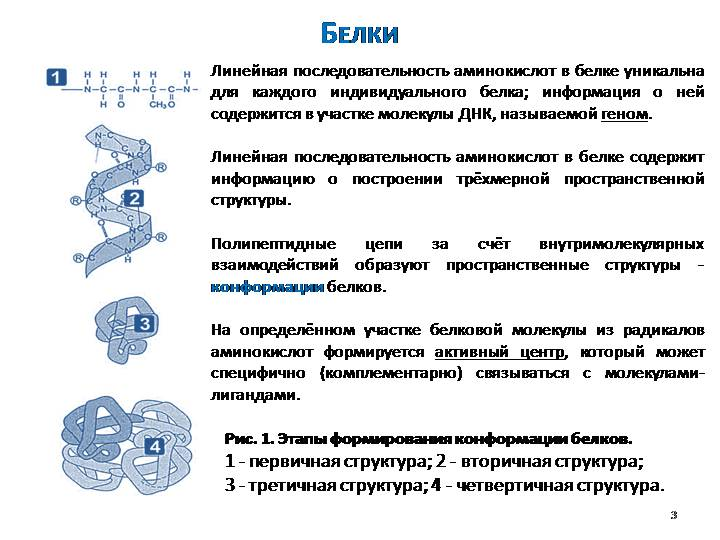 Белки
Линейная последовательность аминокислот в белке уникальна
для каждого индивидуального белка; информация о ней
содержится в участке молекулы ДНК, называемой геном.
Линейная последовательность аминокислот в белке содержит
информацию о построении трёхмерной пространственной
структуры.
Полипептидные цепи за счёт внутримолекулярных
взаимодействий образуют пространственные структуры -
конформации белков.
На определённом участке белковой молекулы из радикалов
аминокислот формируется активный центр, который может
специфично (комплементарно) связываться с молекулами-
лигандами.
Рис. 1. Этапы формирования конформации белков.
1 - первичная структура; 2 - вторичная структура;
3 - третичная структура; 4 - четвертичная структура.
3
1
H H H H H
N C C N C C N
H O CH₃ O
2
3
4